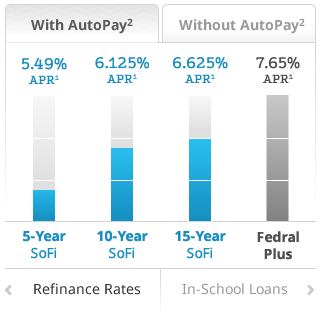 With AutoPay²
Without AutoPay²
5.49% 6.125% 6.625% 7.65%
APR¹ APR¹ APR¹ APR¹
5-Year 10-Year 15-Year Fedral
SoFi SoFi SoFi Plus
Refinance Rates In-School Loans